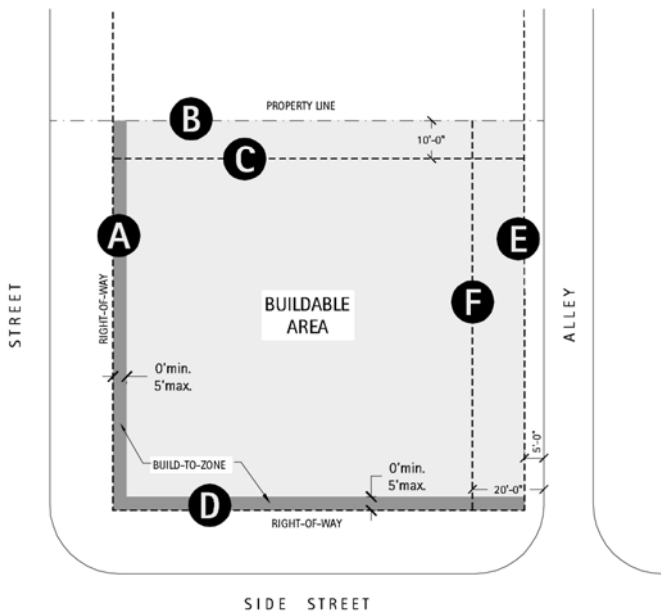 PROPERTY LINE
B
10'-0"
C
A
E
F
BUILDABLE
AREA
STREET
RIGHT-OF-WAY
ALLEY
0'min.
5'max.
5'-0"
BUILD-TO-ZONE
0'min.
5'max.
20'-0"
D
RIGHT-OF-WAY
SIDE STREET